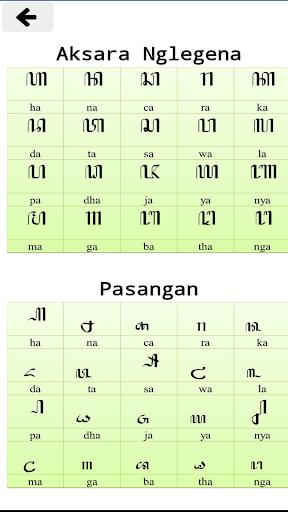 Aksara Nglegena
ꦲ ꦤ ꦕ ꦫ ꦏ
ha na ca ra ka
ꦢ ꦠ ꦱ ꦮ ꦭ
da ta sa wa la
ꦥ ꦝ ꦗ ꦪ ꦚ
pa dha ja ya nya
ꦩ ꦒ ꦧ ꦛ ꦔ
ma ga ba tha nga
Pasangan
꧀ꦲ ꧀ꦤ ꧀ꦕ ꧀ꦫ ꧀ꦏ
ha na ca ra ka
꧀ꦢ ꧀ꦠ ꧀ꦱ ꧀ꦮ ꧀ꦭ
da ta sa wa la
꧀ꦥ ꧀ꦝ ꧀ꦗ ꧀ꦪ ꧀ꦚ
pa dha ja ya nya
꧀ꦩ ꧀ꦒ ꧀ꦧ ꧀ꦛ ꧀ꦔ
ma ga ba tha nga